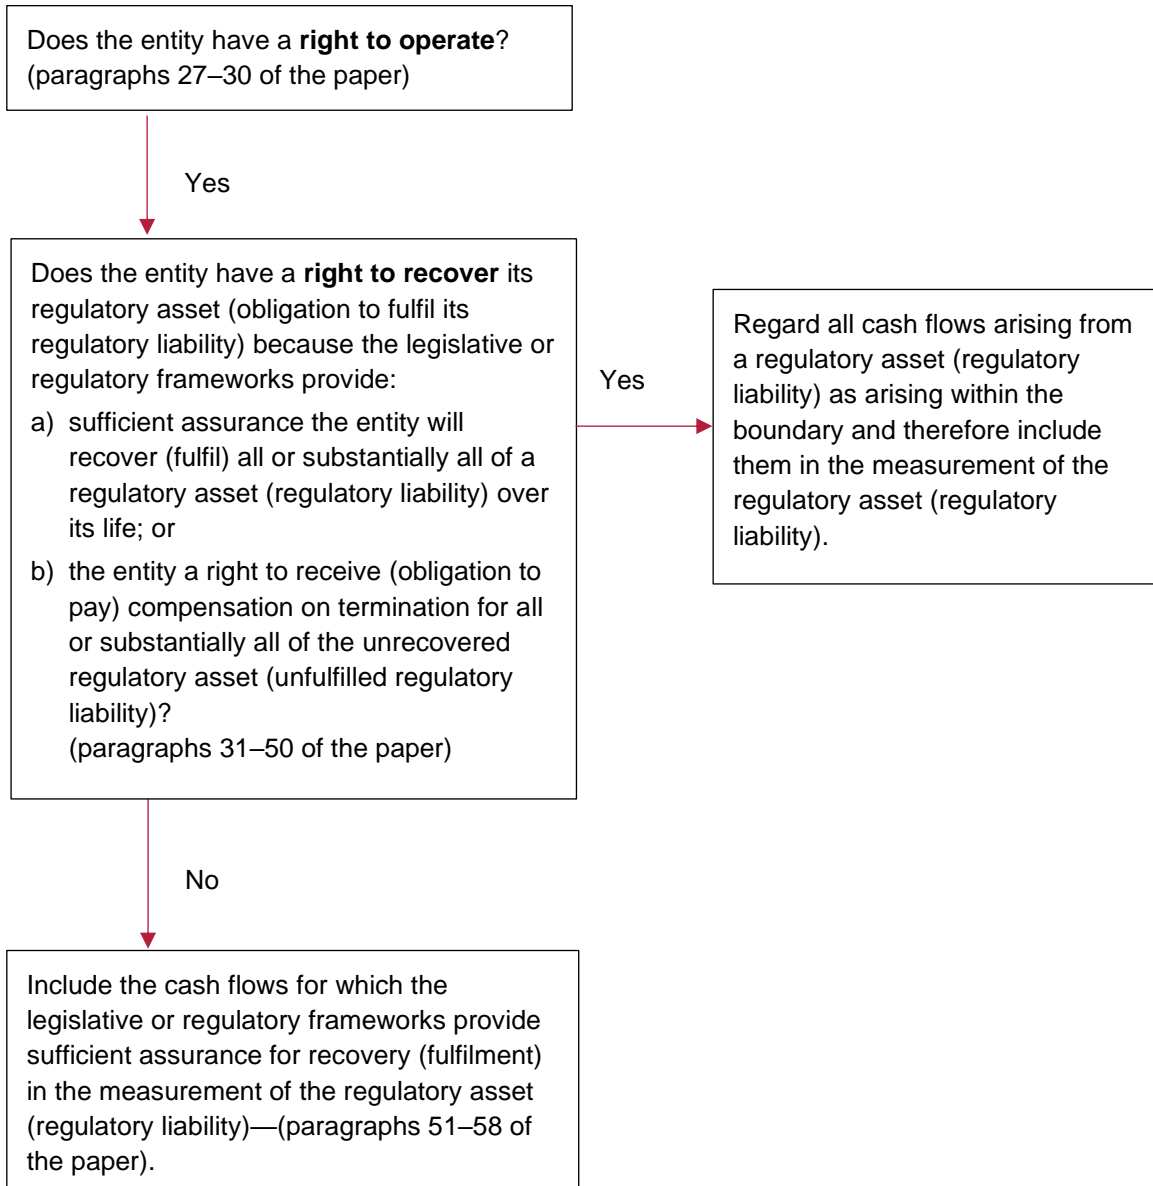 Does the entity have a right to operate?
(paragraphs 27–30 of the paper)
Yes
Does the entity have a right to recover its
regulatory asset (obligation to fulfil its
regulatory liability) because the legislative or
regulatory frameworks provide:
a) sufficient assurance the entity will
recover (fulfil) all or substantially all of a
regulatory asset (regulatory liability) over
its life; or
b) the entity a right to receive (obligation to
pay) compensation on termination for all
or substantially all of the unrecovered
regulatory asset (unfulfilled regulatory
liability)?
(paragraphs 31–50 of the paper)
Yes
Regard all cash flows arising from
a regulatory asset (regulatory
liability) as arising within the
boundary and therefore include
them in the measurement of the
regulatory asset (regulatory
liability).
No
Include the cash flows for which the
legislative or regulatory frameworks provide
sufficient assurance for recovery (fulfilment)
in the measurement of the regulatory asset
(regulatory liability)—(paragraphs 51–58 of
the paper).